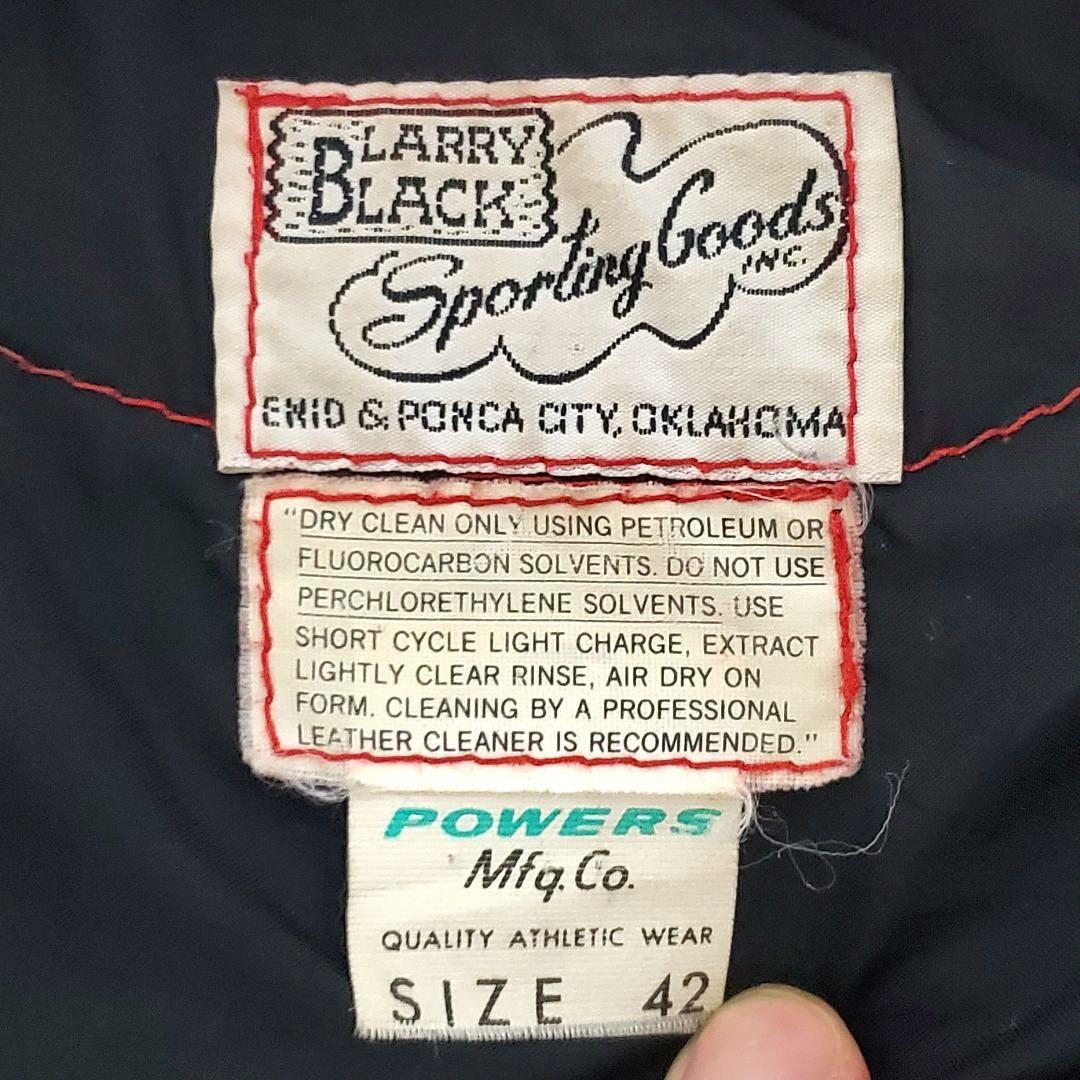 LARRY
BLACK
Sporting Goods
INC.
ENID & PONCA CITY, OKLAHOMA
"DRY CLEAN ONLY USING PETROLEUM OR
FLUOROCARBON SOLVENTS. DO NOT USE
PERCHLORETHYLENE SOLVENTS. USE
SHORT CYCLE LIGHT CHARGE, EXTRACT
LIGHTLY CLEAR RINSE, AIR DRY ON
FORM. CLEANING BY A PROFESSIONAL
LEATHER CLEANER IS RECOMMENDED."
POWERS
Mfg. Co.
QUALITY ATHLETIC WEAR
SIZE 42